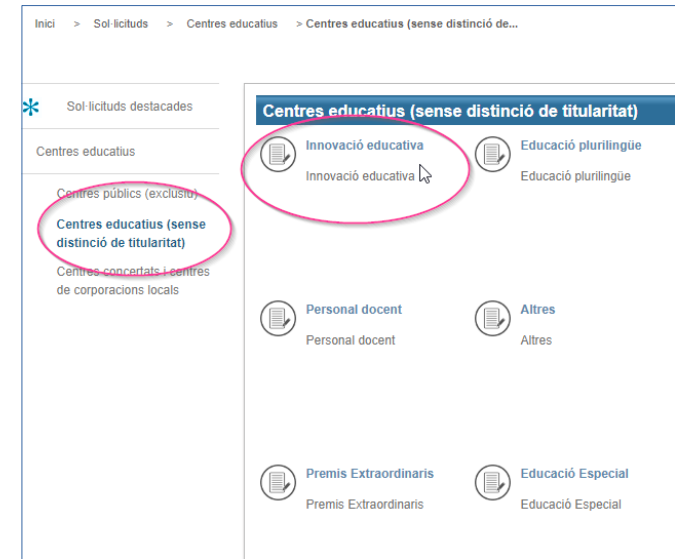 Inici > Sol·licituds > Centres educatius > Centres educatius (sense distinció de...
Sol·licituds destacades
Centres educatius
Centres públics (exclusiu)
Centres educatius (sense
distinció de titularitat)
Centres concertats i centres
de corporacions locals
Centres educatius (sense distinció de titularitat)
Innovació educativa
Innovació educativa
Educació plurilingüe
Educació plurilingüe
Personal docent
Personal docent
Altres
Altres
Premis Extraordinaris
Premis Extraordinaris
Educació Especial
Educació Especial